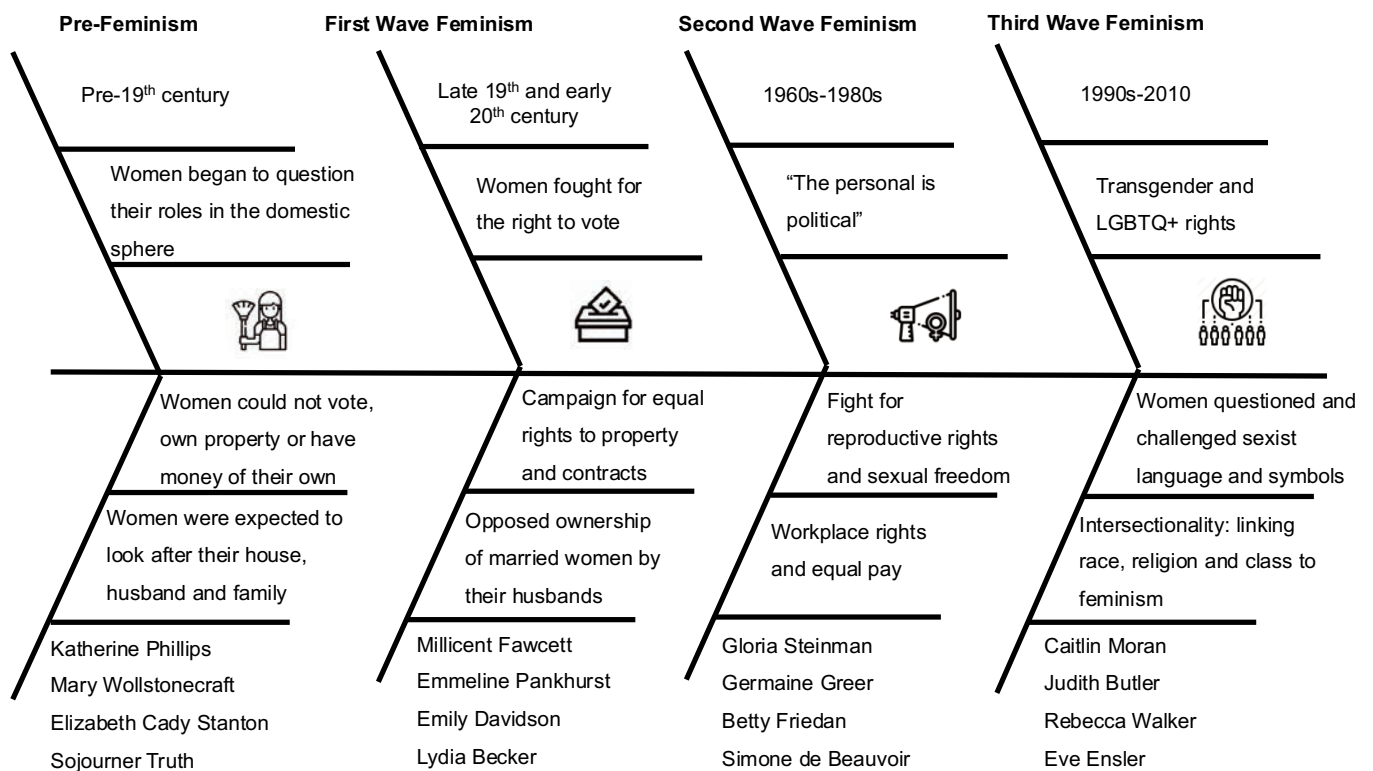 Pre-Feminism
Pre-19th century
Women began to question
their roles in the domestic
sphere
Women could not vote,
own property or have
money of their own
Women were expected to
look after their house,
husband and family
Katherine Phillips
Mary Wollstonecraft
Elizabeth Cady Stanton
Sojourner Truth
First Wave Feminism
Late 19th and early
20th century
Women fought for
the right to vote
Campaign for equal
rights to property
and contracts
Opposed ownership
of married women by
their husbands
Millicent Fawcett
Emmeline Pankhurst
Emily Davidson
Lydia Becker
Second Wave Feminism
1960s-1980s
“The personal is
political”
Fight for
reproductive rights
and sexual freedom
Workplace rights
and equal pay
Gloria Steinman
Germaine Greer
Betty Friedan
Simone de Beauvoir
Third Wave Feminism
1990s-2010
Transgender and
LGBTQ+ rights
Women questioned and
challenged sexist
language and symbols
Intersectionality: linking
race, religion and class to
feminism
Caitlin Moran
Judith Butler
Rebecca Walker
Eve Ensler